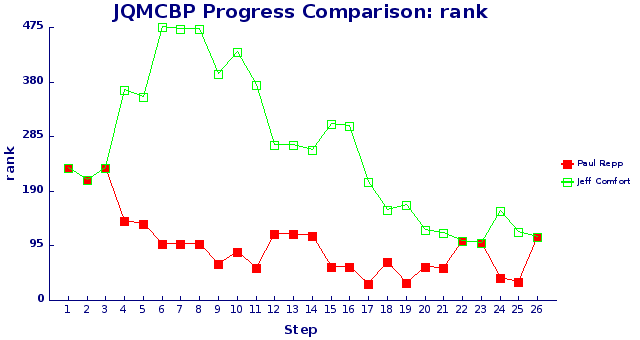 JQMCBP Progress Comparison: rank
475
380
285
190
95
0
rank
1 2 3 4 5 6 7 8 9 10 11 12 13 14 15 16 17 18 19 20 21 22 23 24 25 26
Step
Paul Repp
Jeff Comfort